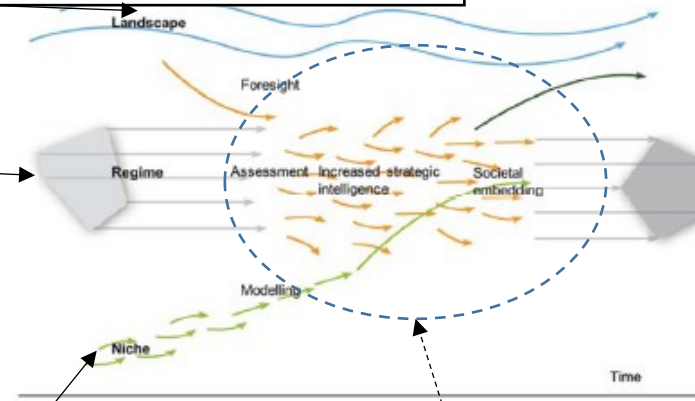 Landscape
Foresight
Regime
Assessment
Increased strategic
intelligence
Societal
embedding
Modelling
Niche
Time